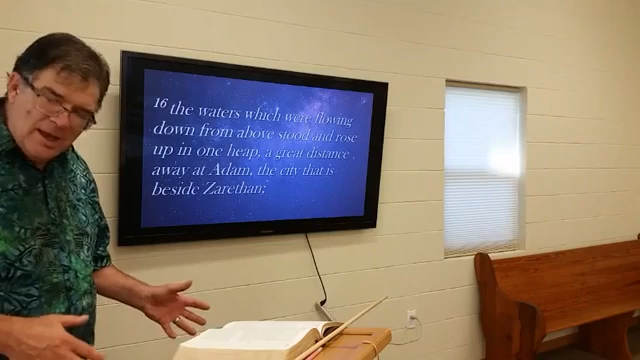 16 the waters which were flowing
down from above stood and rose
up in one heap, a great distance
away at Adam, the city that is
beside Zarethan;